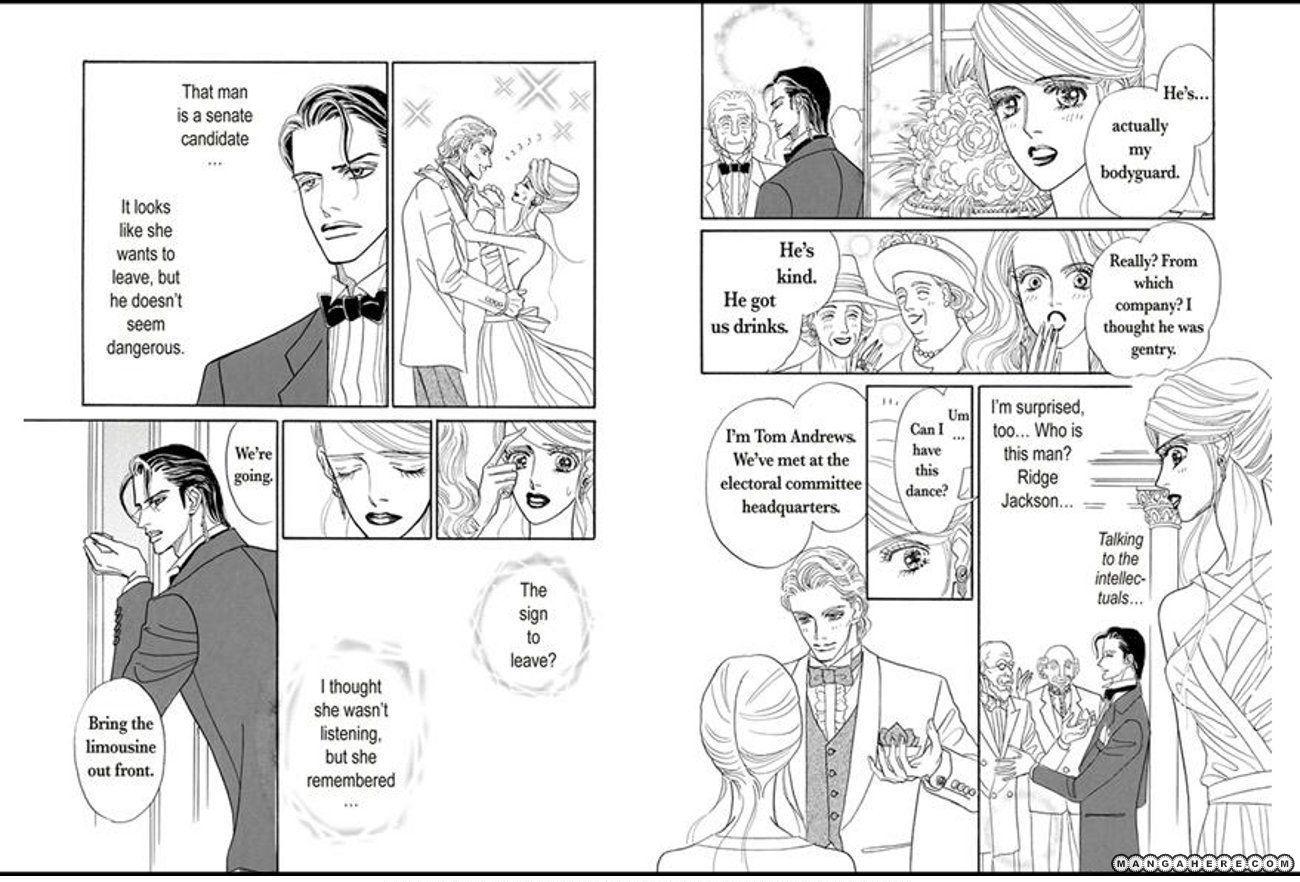 He's...
actually
my
bodyguard.
Really? From
which
company? I
thought he was
gentry.
He's
kind.
He got
us drinks.
I'm surprised,
too... Who is
this man?
Ridge
Jackson...
Talking
to the
intellec-
tuals...
Um
...
Can I
have
this
dance?
I'm Tom Andrews.
We've met at the
electoral committee
headquarters.
That man
is a senate
candidate
...
It looks
like she
wants to
leave, but
he doesn't
seem
dangerous.
The
sign
to
leave?
I thought
she wasn't
listening,
but she
remembered
...
We're
going.
Bring the
limousine
out front.
MANGAHERE.COM